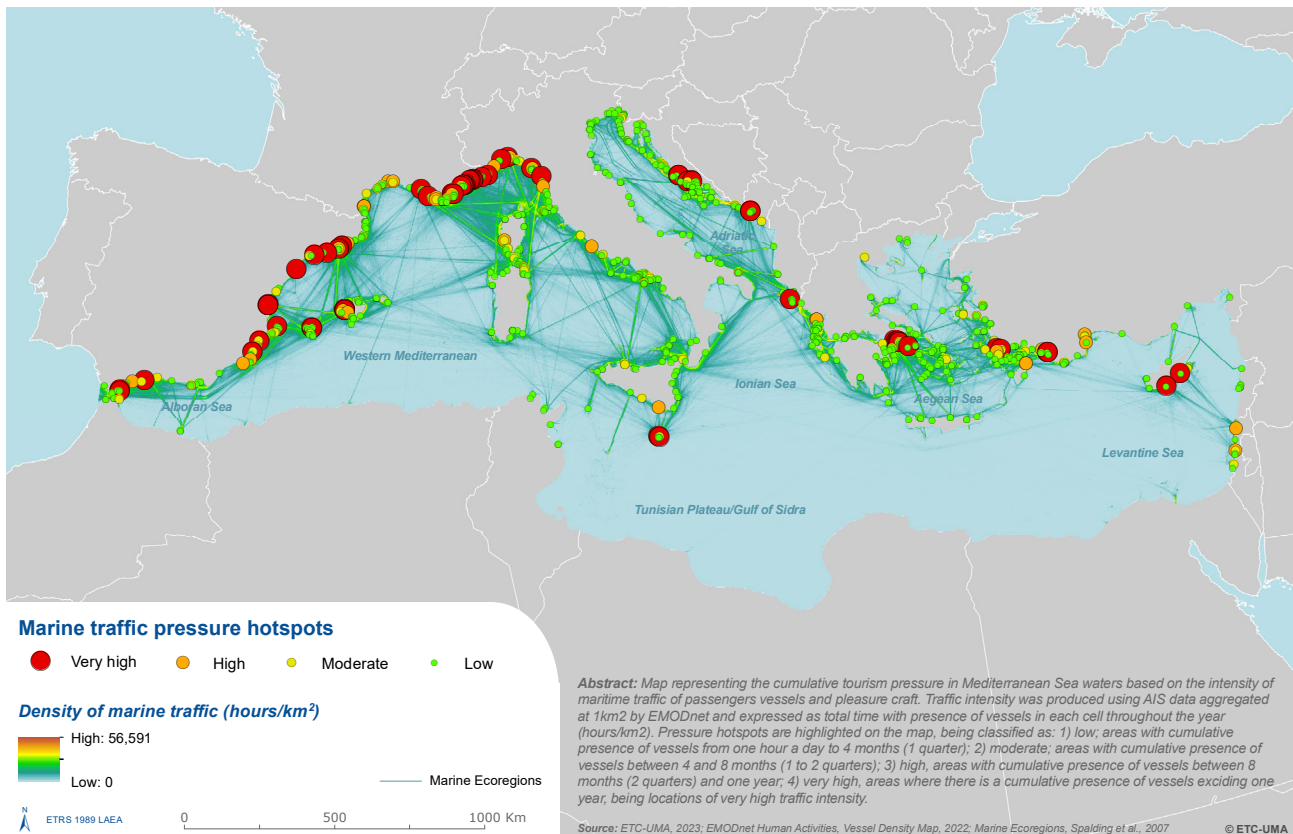 Adriatic
Sea
Western Mediterranean
Ionian Sea
Alboran Sea
Aegean Sea
Levantine Sea
Tunisian Plateau/Gulf of Sidra
Marine traffic pressure hotspots
Very high
High
Moderate
Low
Density of marine traffic (hours/km²)
High: 56,591
Low: 0
Marine Ecoregions
N
ETRS 1989 LAEA
0 500 1000 Km
Abstract: Map representing the cumulative tourism pressure in Mediterranean Sea waters based on the intensity of
maritime traffic of passengers vessels and pleasure craft. Traffic intensity was produced using AIS data aggregated
at 1km2 by EMODnet and expressed as total time with presence of vessels in each cell throughout the year
(hours/km2). Pressure hotspots are highlighted on the map, being classified as: 1) low; areas with cumulative
presence of vessels from one hour a day to 4 months (1 quarter); 2) moderate; areas with cumulative presence of
vessels between 4 and 8 months (1 to 2 quarters); 3) high, areas with cumulative presence of vessels between 8
months (2 quarters) and one year; 4) very high, areas where there is a cumulative presence of vessels exciding one
year, being locations of very high traffic intensity.
Source: ETC-UMA, 2023; EMODnet Human Activities, Vessel Density Map, 2022; Marine Ecoregions, Spalding et al., 2007
© ETC-UMA